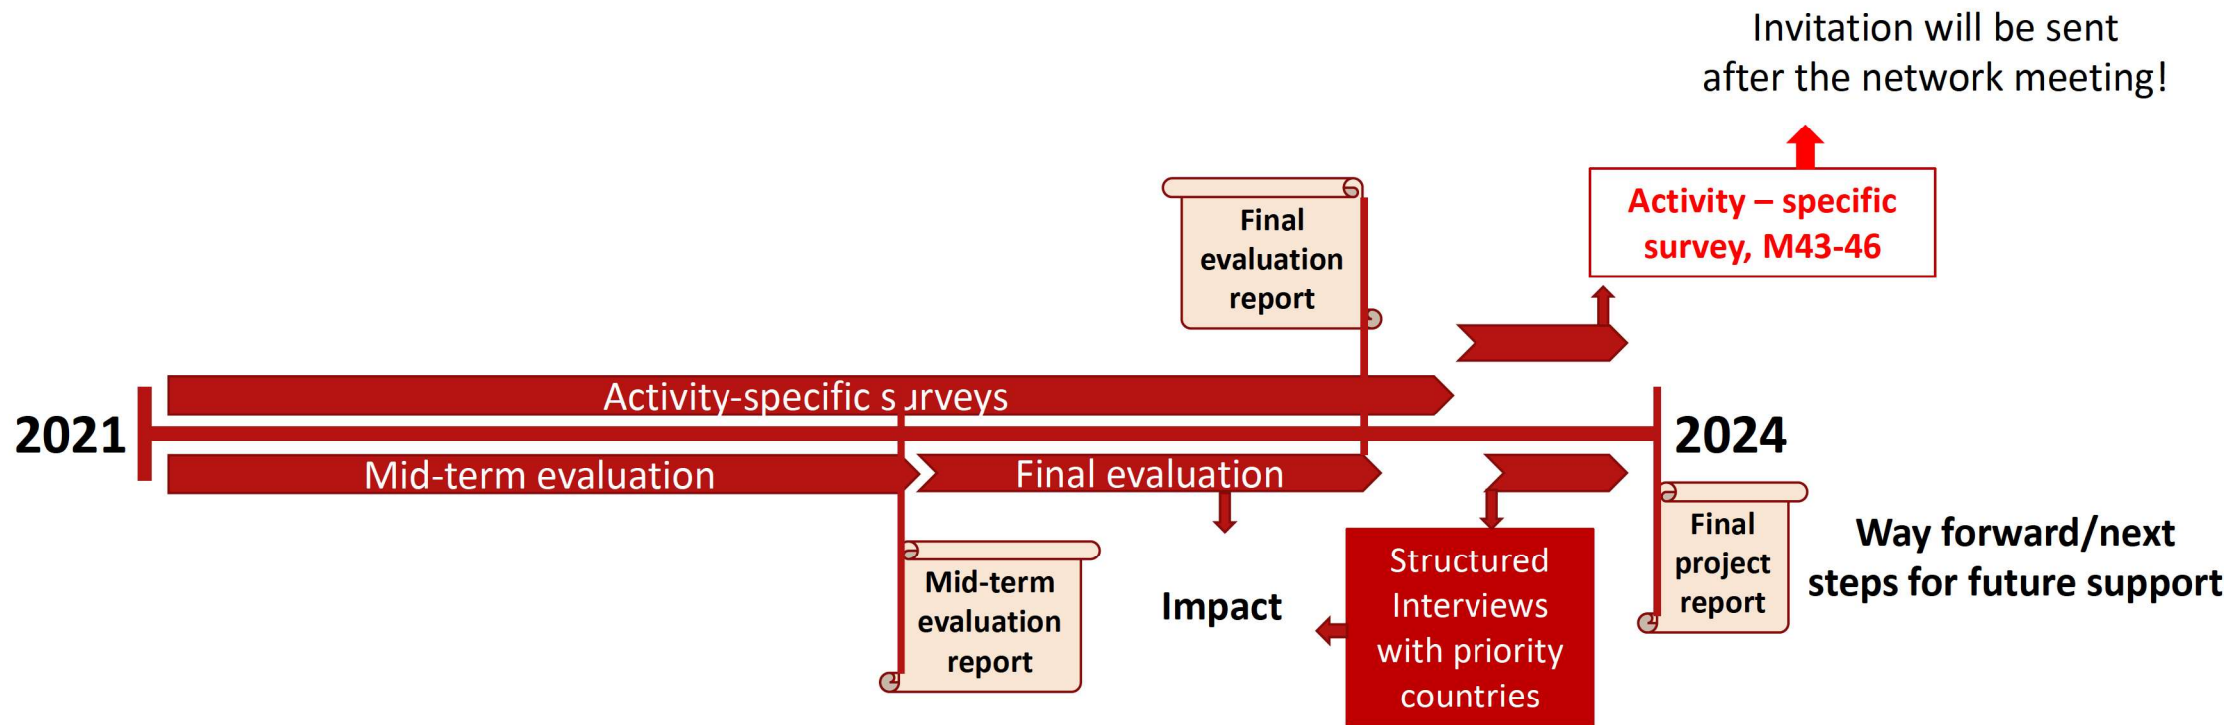 Invitation will be sent
after the network meeting!
Activity – specific
survey, M43-46
Final
evaluation
report
Activity-specific surveys
2021
2024
Mid-term evaluation
Final evaluation
Mid-term
evaluation
report
Impact
Structured
Interviews
with priority
countries
Final
project
report
Way forward/next
steps for future support